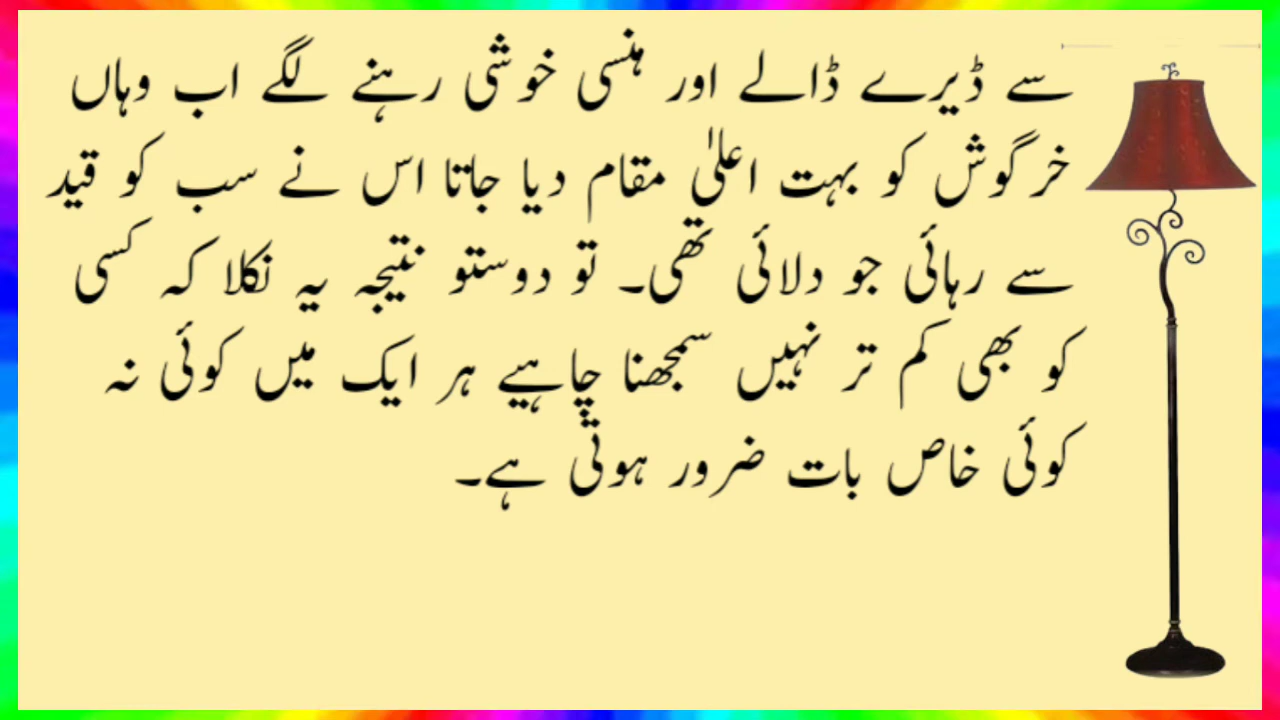 سے ڈیرے ڈالے اور ہنسی خوشی رہنے لگے اب وہاں
خرگوش کو بہت اعلیٰ مقام دیا جاتا اس نے سب کو قید
سے رہائی جو دلائی تھی۔ تو دوستو نتیجہ یہ نکلا کہ کسی
کو بھی کم تر نہیں سمجھنا چاہیے ہر ایک میں کوئی نہ
کوئی خاص بات ضرور ہوتی ہے۔